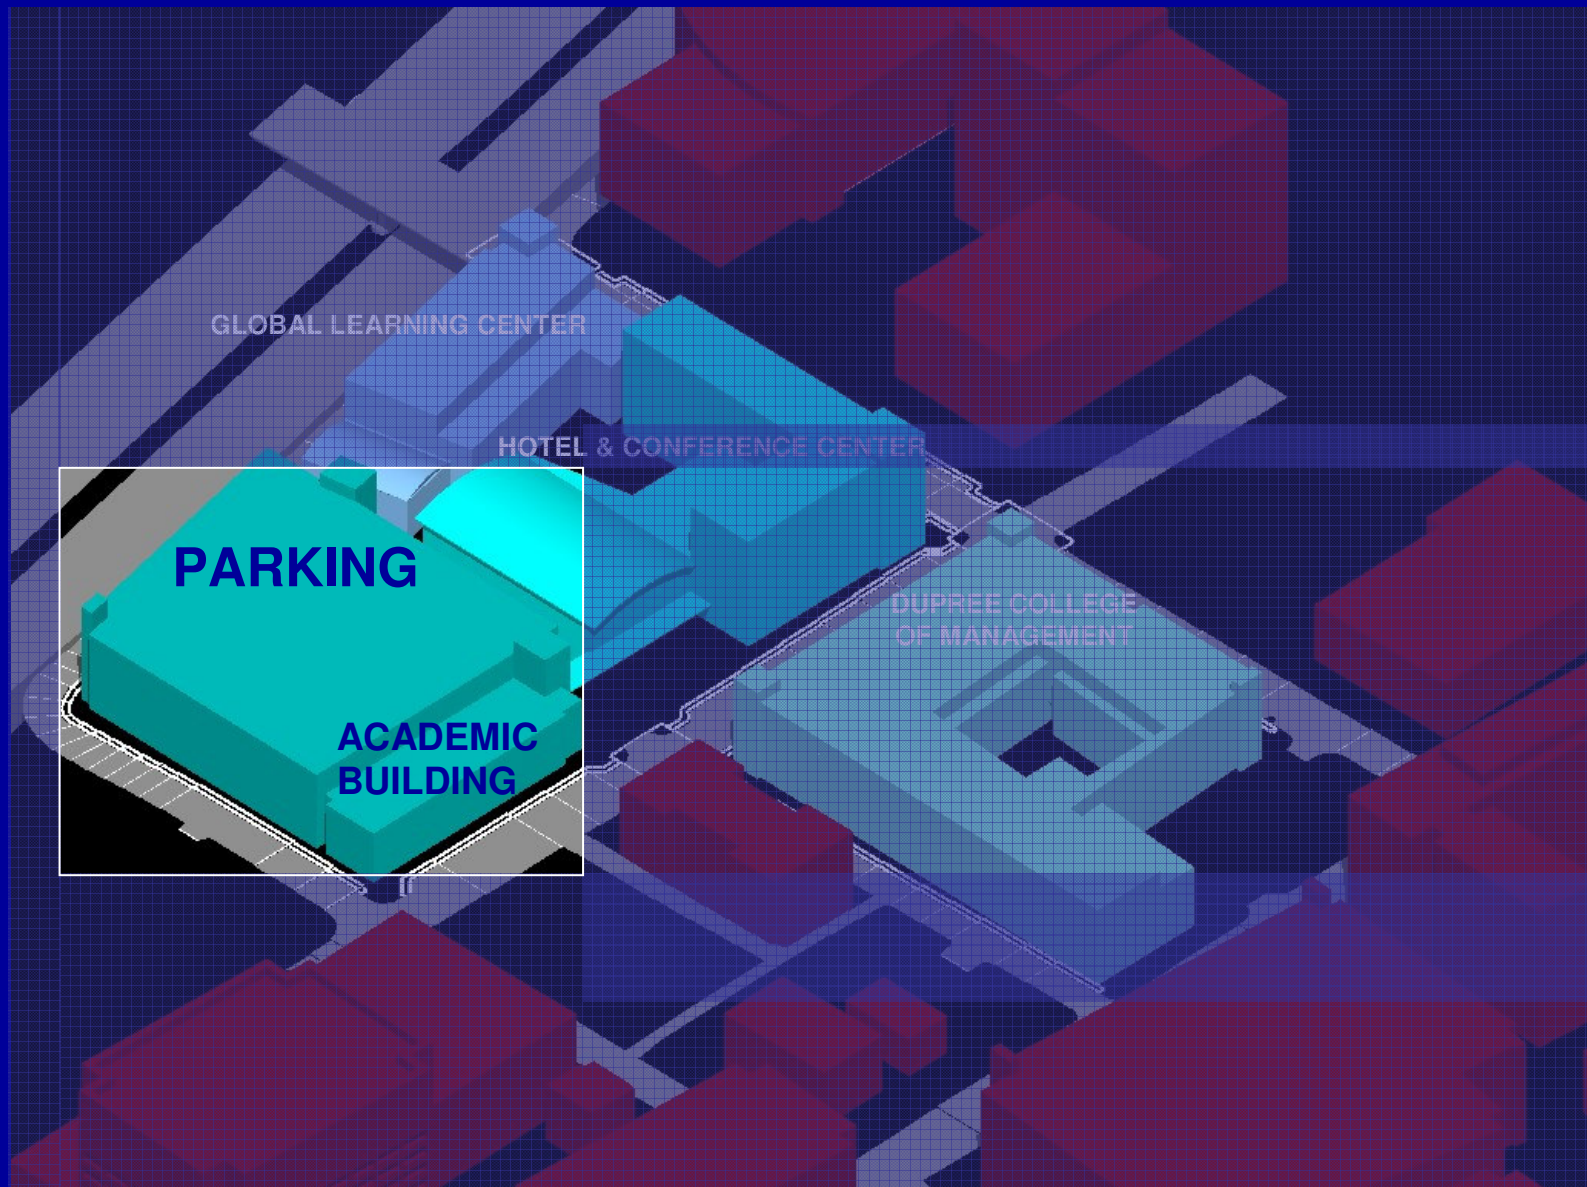 GLOBAL LEARNING CENTER
HOTEL & CONFERENCE CENTER
PARKING
DUPREE COLLEGE
OF MANAGEMENT
ACADEMIC
BUILDING